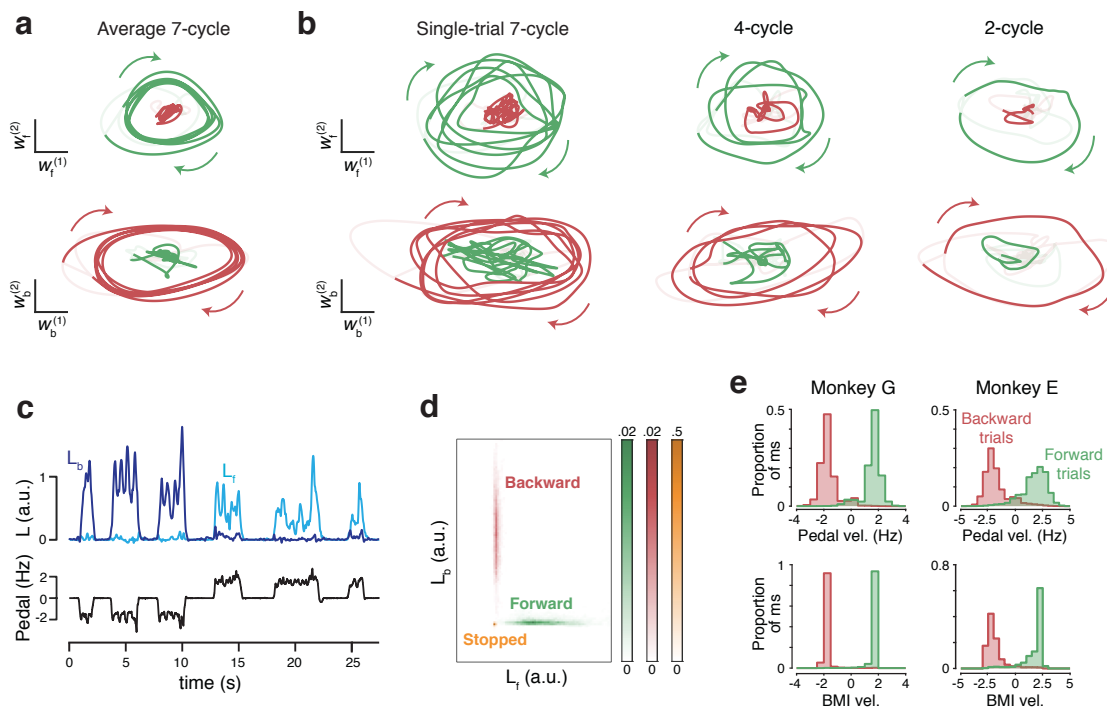 a
Average 7-cycle
b
Single-trial 7-cycle
4-cycle
2-cycle
w_f^(2)
w_f^(1)
w_f^(2)
w_f^(1)
w_b^(2)
w_b^(1)
w_b^(2)
w_b^(1)
c
L_b
L_f
L (a.u.)
1
0
Pedal (Hz)
2
0
-2
0 5 10 15 20 25
time (s)
d
.02 .02 .5
Backward
Forward
Stopped
L_b (a.u.)
L_f (a.u.)
0 0 0
e
Monkey G
Monkey E
Backward
trials
Forward
trials
Proportion
of ms
0.5
0
-4 -2 0 2 4
Pedal vel. (Hz)
0.5
0
-5 -2.5 0 2.5 5
Pedal vel. (Hz)
Proportion
of ms
1
0
-4 -2 0 2 4
BMI vel.
0.8
0
-5 -2.5 0 2.5 5
BMI vel.